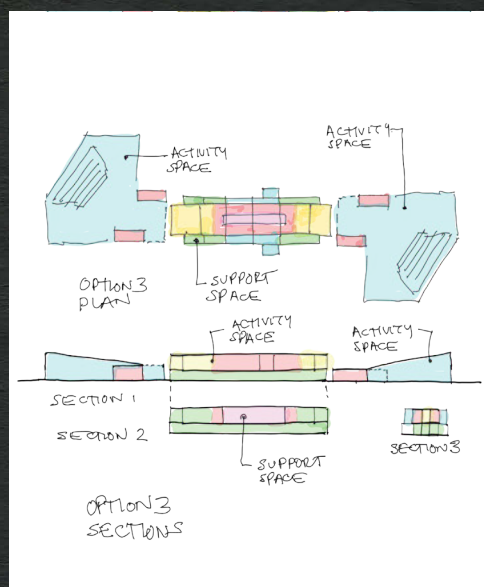 ACTIVITY
SPACE
ACTIVITY
SPACE
OPTION 3
PLAN
SUPPORT
SPACE
ACTIVITY
SPACE
ACTIVITY
SPACE
SECTION 1
SECTION 2
SECTION 3
SUPPORT
SPACE
OPTION 3
SECTIONS